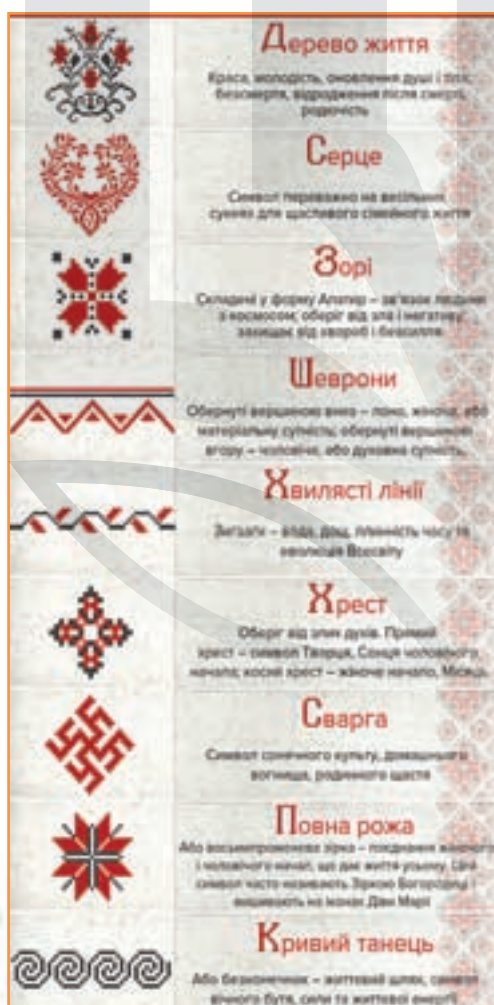 Дерево життя
Краса, молодість, оновлення душі і тіла,
безсмертя, відродження після смерті,
родючість
Серце
Символ переважно на весільних
сукнях для щасливого сімейного життя
Зорі
Складені у форму Алатир – зв'язок людини
з космосом; оберіг від зла і негативу,
захищає від хвороб і безсилля
Шеврони
Обернуті вершиною вниз – лоно, жіночу, або
матеріальну сутність; обернуті вершиною
вгору – чоловіче, або духовна сутність.
Хвилясті лінії
Зигзаги – вода, дощ, плинність часу та
еволюція Всесвіту
Хрест
Оберіг від злих духів. Прямий
хрест – символ Творця, Сонця чоловічого
начала; косий хрест – жіноче начало, Місяць
Сварга
Символ сонячного культу, домашнього
вогнища, родинного щастя
Повна рожа
Або восьмипроменева зірка – поєднання жіночого
і чоловічого начал, що дає життя усьому. Цей
символ часто називають Зіркою Богородиці і
вишивають на іконах Діви Марії
Кривий танець
Або безконечник – життєвий шлях, символ
вічного буття, сили та життєвої енергії